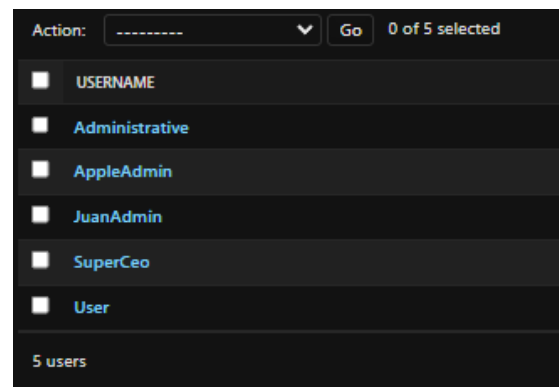 Action: --------- Go 0 of 5 selected
USERNAME
Administrative
AppleAdmin
JuanAdmin
SuperCeo
User
5 users